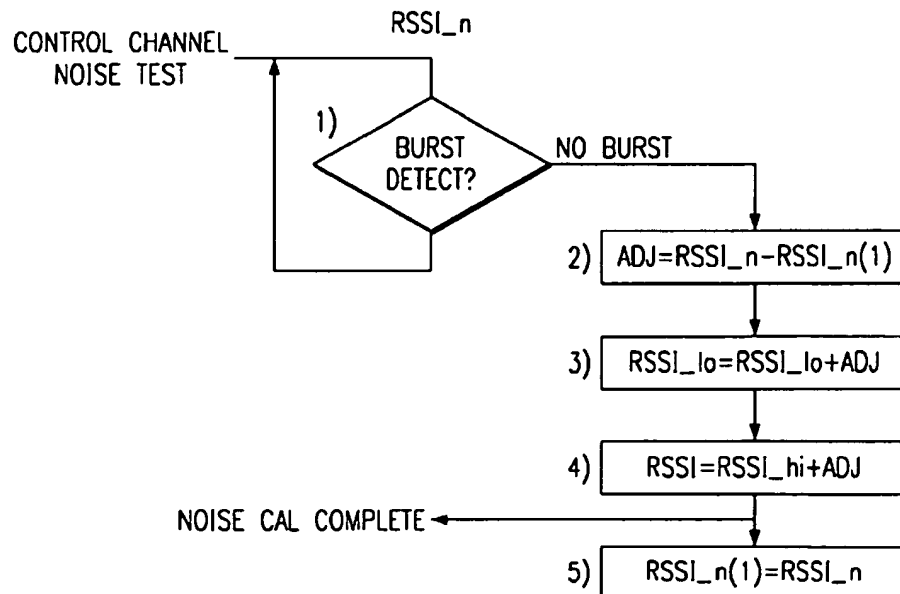 RSSI_n
CONTROL CHANNEL
NOISE TEST
1)
BURST
DETECT?
NO BURST
2) ADJ=RSSI_n-RSSI_n(1)
3) RSSI_lo=RSSI_lo+ADJ
4) RSSI=RSSI_hi+ADJ
NOISE CAL COMPLETE
5) RSSI_n(1)=RSSI_n